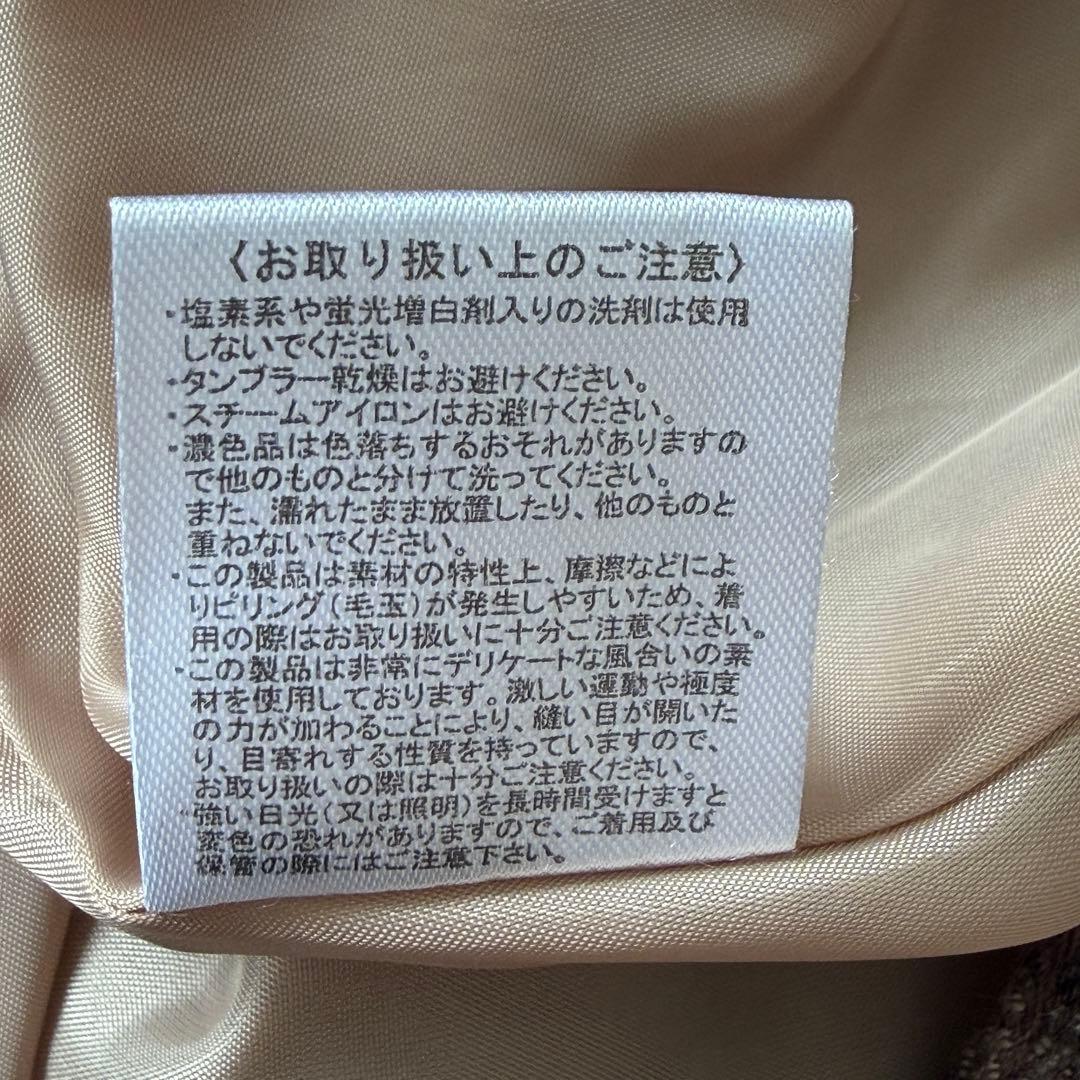 〈お取り扱い上のご注意〉
・塩素系や蛍光増白剤入りの洗剤は使用
しないでください。
・タンブラー乾燥はお避けください。
・スチームアイロンはお避けください。
・濃色品は色落ちするおそれがありますの
で他のものと分けて洗ってください。
また、濡れたまま放置したり、他のものと
重ねないでください。
・この製品は素材の特性上、摩擦などによ
りピリング(毛玉)が発生しやすいため、着
用の際はお取り扱いに十分ご注意ください。
・この製品は非常にデリケートな風合いの素
材を使用しております。激しい運動や極度
の力が加わることにより、縫い目が開いた
り、目寄れする性質を持っていますので、
お取り扱いの際は十分ご注意ください。
・強い日光(又は照明)を長時間受けますと
変色の恐れがありますので、ご着用及び
保管の際にはご注意下さい。